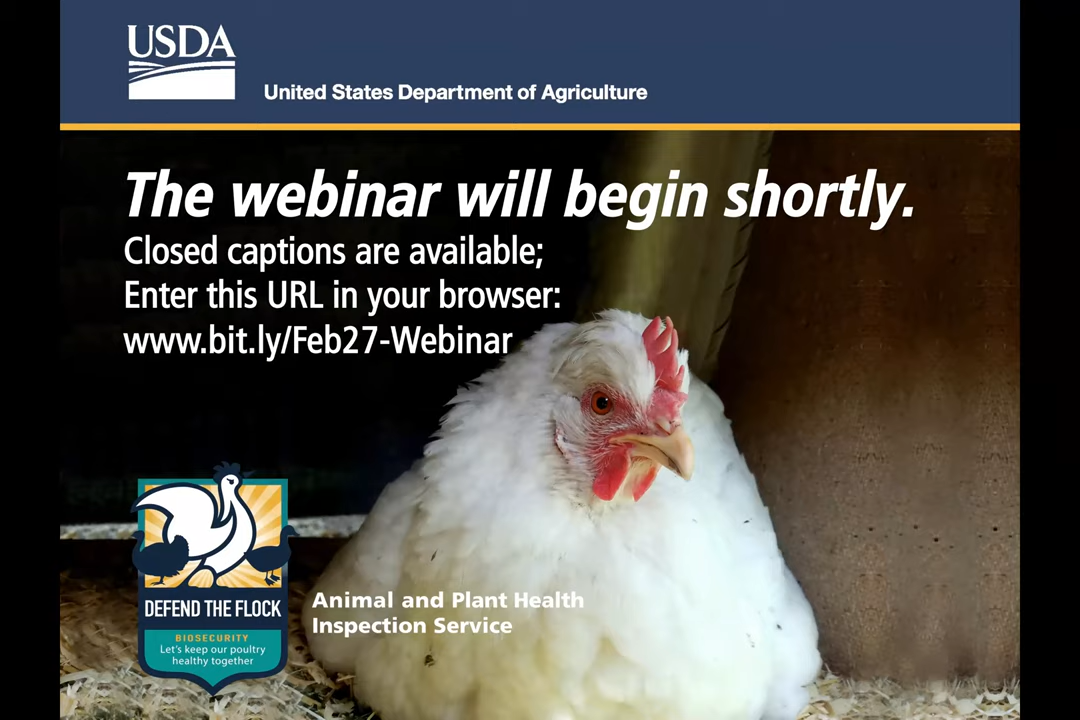 USDA
United States Department of Agriculture
The webinar will begin shortly.
Closed captions are available;
Enter this URL in your browser:
www.bit.ly/Feb27-Webinar
DEFEND THE FLOCK
BIOSECURITY
Let's keep our poultry
healthy together
Animal and Plant Health
Inspection Service